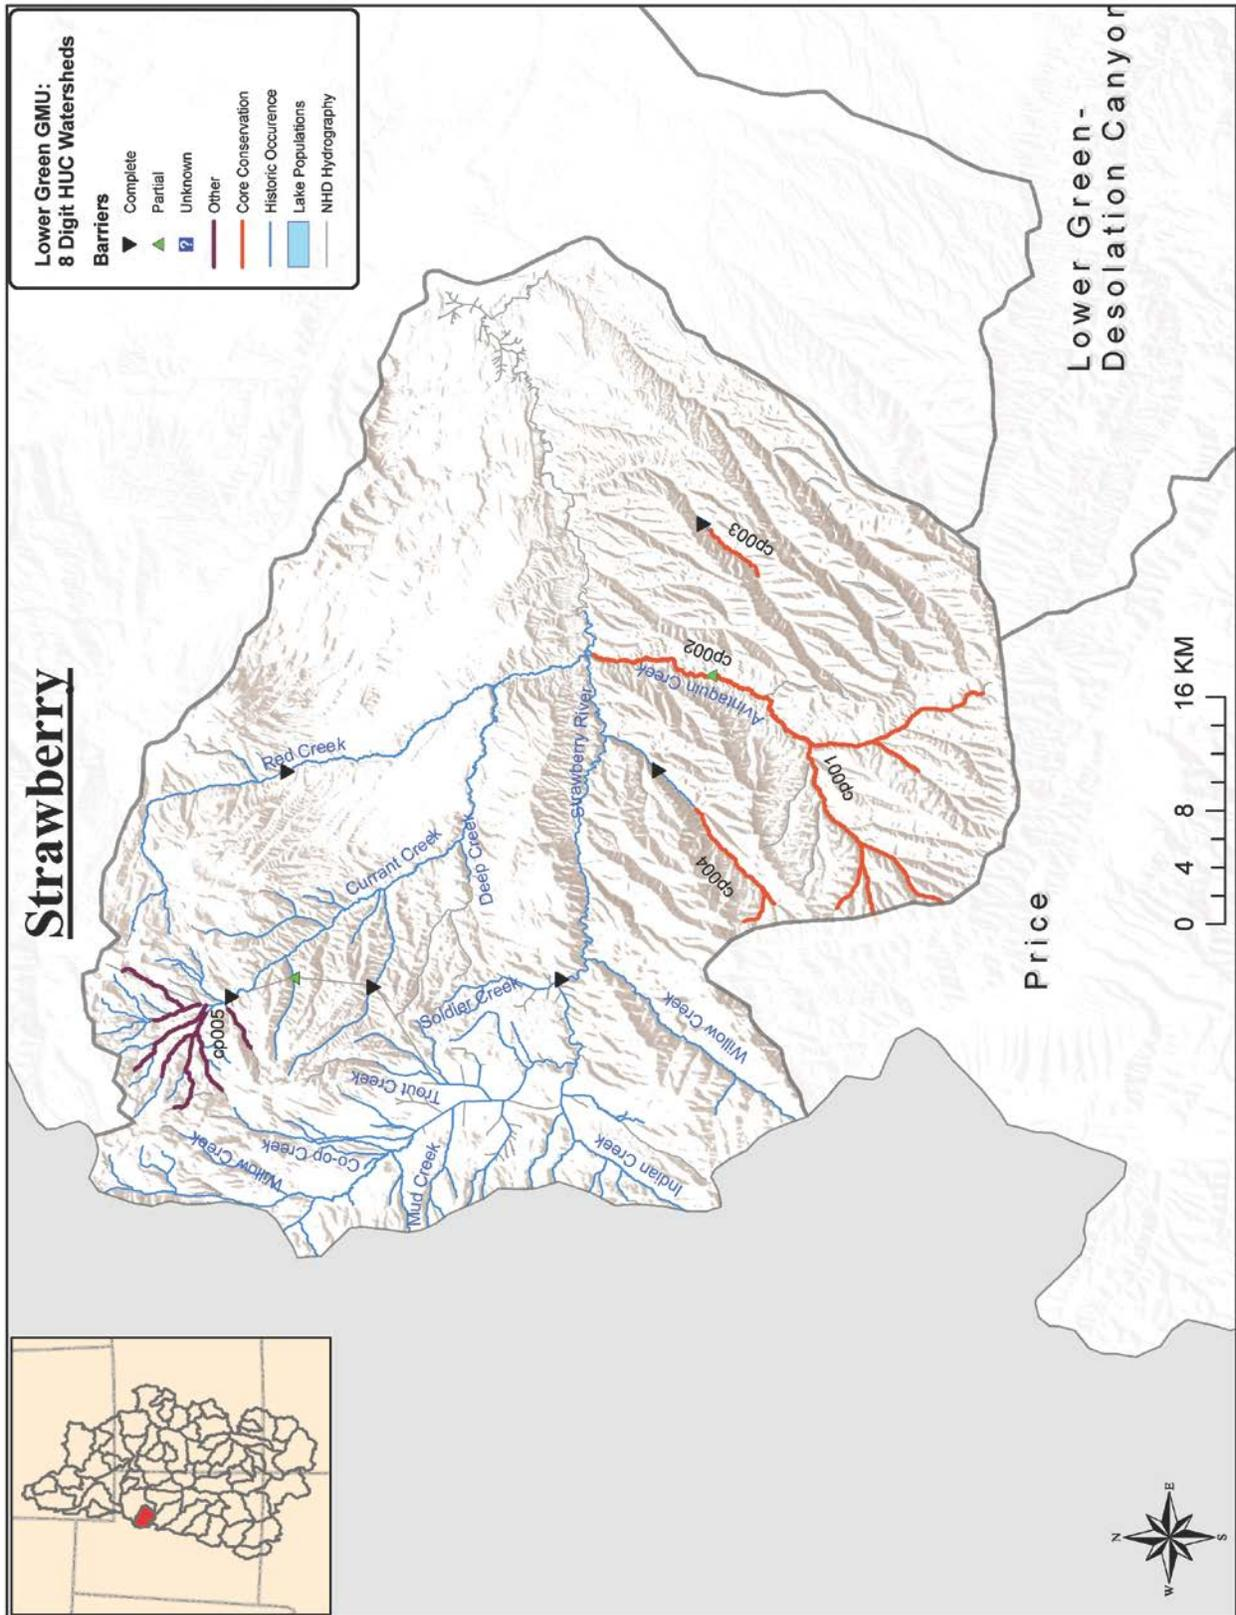 Strawberry
Lower Green GMU:
8 Digit HUC Watersheds
Barriers
Complete
Partial
? Unknown
Other
Core Conservation
Historic Occurence
Lake Populations
NHD Hydrography
Red Creek
cp005
Currant Creek
Willow Creek
Co-op Creek
Trout Creek
Mud Creek
Soldier Creek
Deep Creek
Strawberry River
Indian Creek
Willow Creek
cp004
Avintaquin Creek
cp002
cp003
cp001
Price
Lower Green-
Desolation Canyon
0 4 8 16 KM
N
W E
S